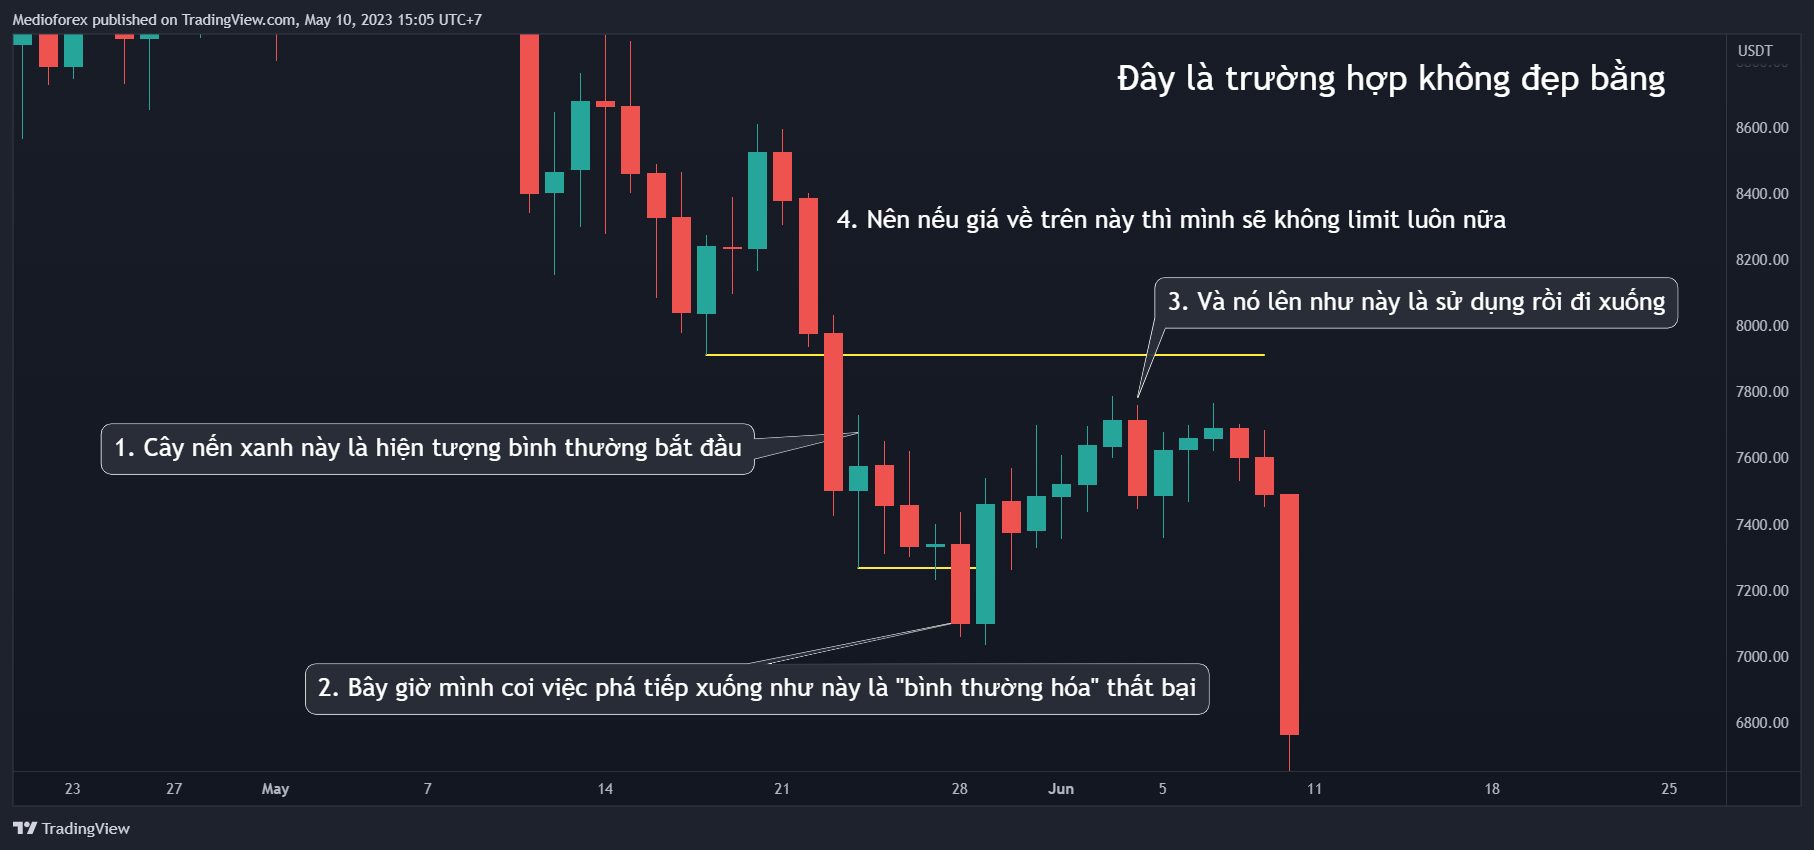 Medioforex published on TradingView.com, May 10, 2023 15:05 UTC+7
USDT
Đây là trường hợp không đẹp bằng
8600.00
8400.00
4. Nên nếu giá về trên này thì mình sẽ không limit luôn nữa
8200.00
3. Và nó lên như này là sử dụng rồi đi xuống
8000.00
7800.00
1. Cây nến xanh này là hiện tượng bình thường bắt đầu
7600.00
7400.00
7200.00
7000.00
2. Bây giờ mình coi việc phá tiếp xuống như này là "bình thường hóa" thất bại
6800.00
23 27 May 7 14 21 28 Jun 5 11 18 25
TradingView